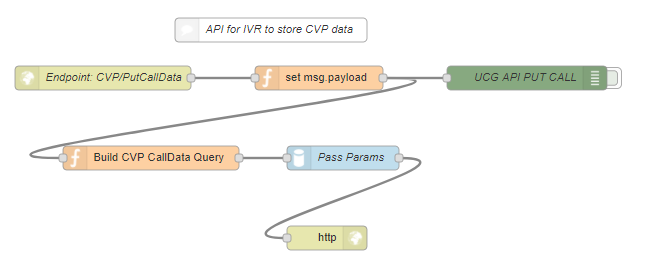 API for IVR to store CVP data
Endpoint: CVP/PutCallData
set msg.payload
UCG API PUT CALL
Build CVP CallData Query
Pass Params
http